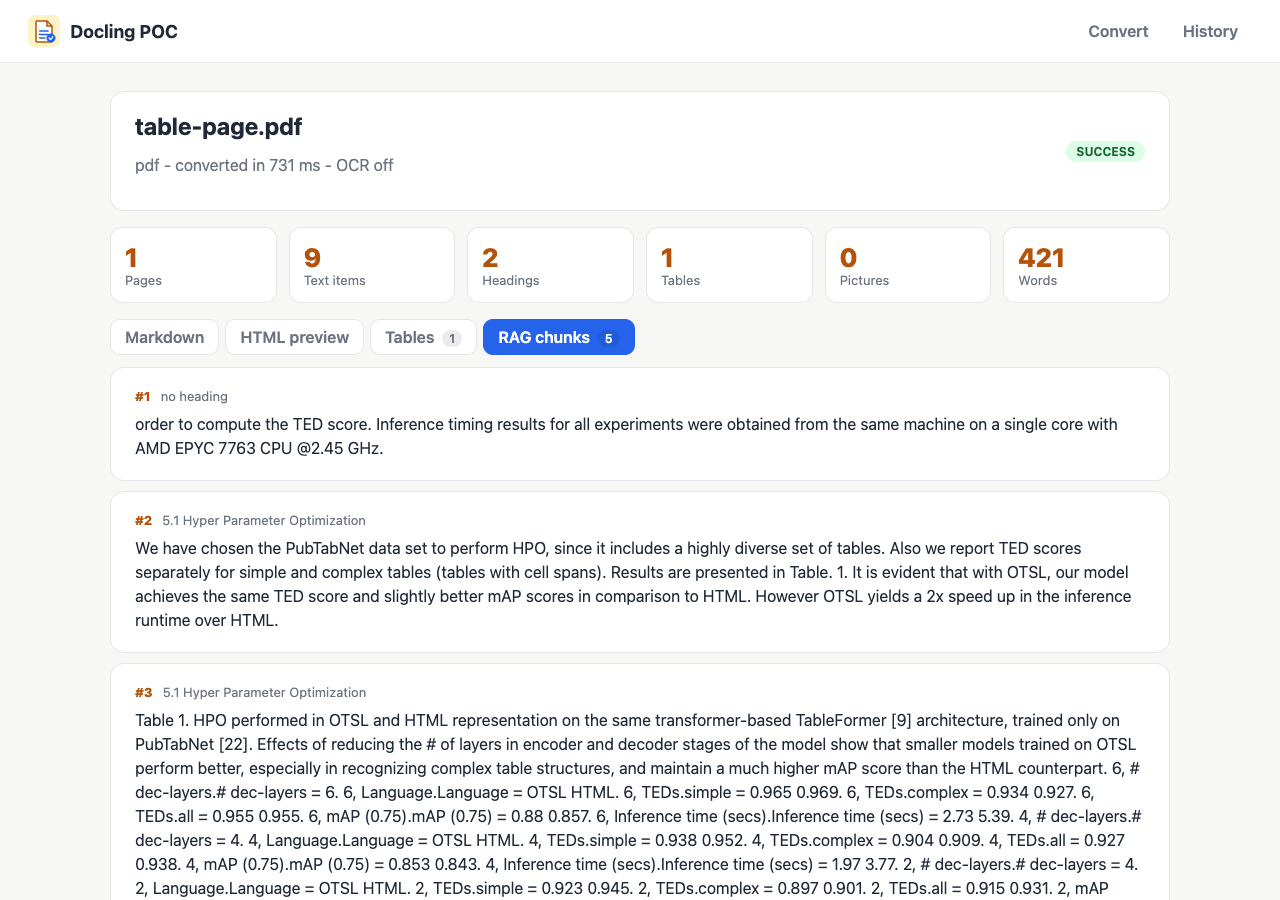 Docling POC
Convert
History
table-page.pdf
pdf - converted in 731 ms - OCR off
SUCCESS
1
Pages
9
Text items
2
Headings
1
Tables
0
Pictures
421
Words
Markdown
HTML preview
Tables 1
RAG chunks 5
#1 no heading
order to compute the TED score. Inference timing results for all experiments were obtained from the same machine on a single core with
AMD EPYC 7763 CPU @2.45 GHz.
#2 5.1 Hyper Parameter Optimization
We have chosen the PubTabNet data set to perform HPO, since it includes a highly diverse set of tables. Also we report TED scores
separately for simple and complex tables (tables with cell spans). Results are presented in Table. 1. It is evident that with OTSL, our model
achieves the same TED score and slightly better mAP scores in comparison to HTML. However OTSL yields a 2x speed up in the inference
runtime over HTML.
#3 5.1 Hyper Parameter Optimization
Table 1. HPO performed in OTSL and HTML representation on the same transformer-based TableFormer [9] architecture, trained only on
PubTabNet [22]. Effects of reducing the # of layers in encoder and decoder stages of the model show that smaller models trained on OTSL
perform better, especially in recognizing complex table structures, and maintain a much higher mAP score than the HTML counterpart. 6, #
dec-layers.# dec-layers = 6. 6, Language.Language = OTSL HTML. 6, TEDs.simple = 0.965 0.969. 6, TEDs.complex = 0.934 0.927. 6,
TEDs.all = 0.955 0.955. 6, mAP (0.75).mAP (0.75) = 0.88 0.857. 6, Inference time (secs).Inference time (secs) = 2.73 5.39. 4, # dec-layers.#
dec-layers = 4. 4, Language.Language = OTSL HTML. 4, TEDs.simple = 0.938 0.952. 4, TEDs.complex = 0.904 0.909. 4, TEDs.all = 0.927
0.938. 4, mAP (0.75).mAP (0.75) = 0.853 0.843. 4, Inference time (secs).Inference time (secs) = 1.97 3.77. 2, # dec-layers.# dec-layers = 4.
2, Language.Language = OTSL HTML. 2, TEDs.simple = 0.923 0.945. 2, TEDs.complex = 0.897 0.901. 2, TEDs.all = 0.915 0.931. 2, mAP